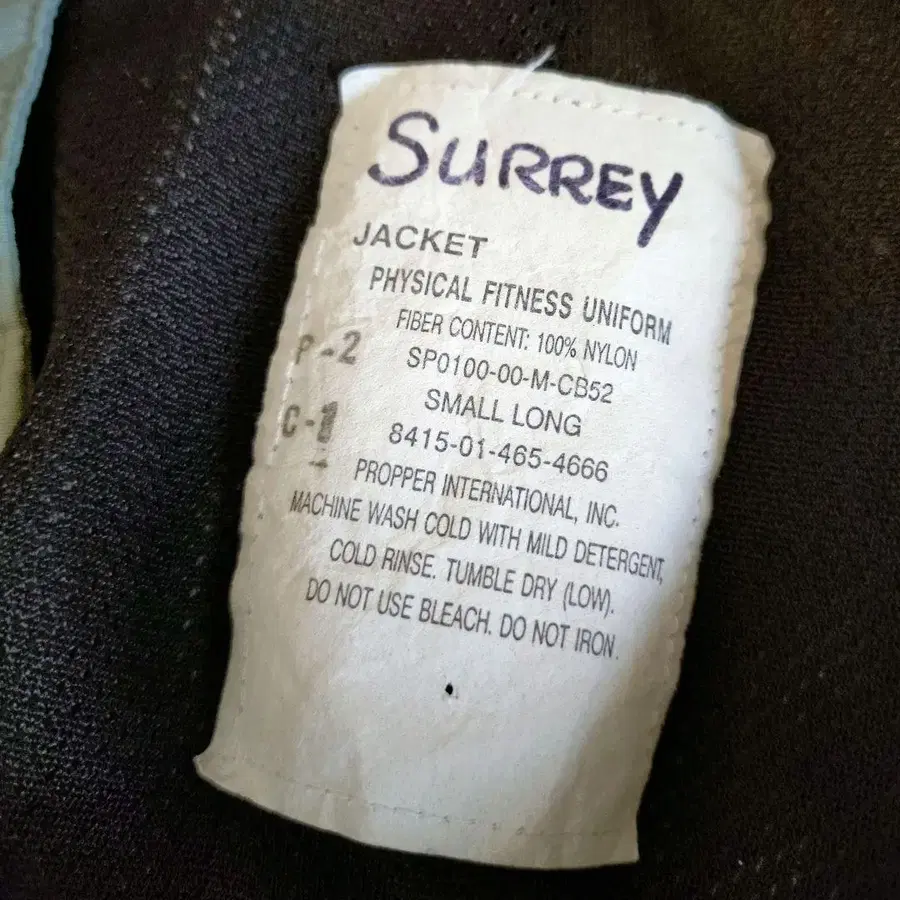 SURREY
JACKET
PHYSICAL FITNESS UNIFORM
FIBER CONTENT: 100% NYLON
SP0100-00-M-CB52
SMALL LONG
8415-01-465-4666
PROPPER INTERNATIONAL, INC.
MACHINE WASH COLD WITH MILD DETERGENT,
COLD RINSE. TUMBLE DRY (LOW).
DO NOT USE BLEACH. DO NOT IRON.
P-2
C-